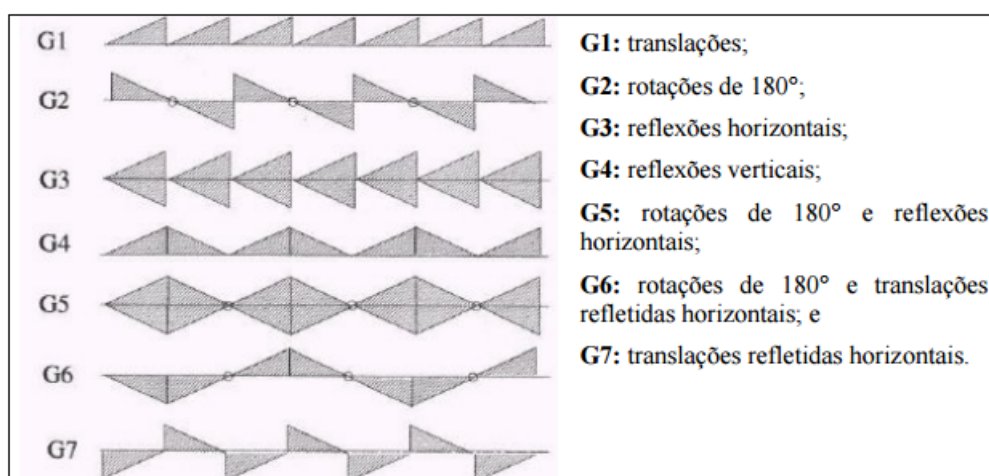 G1
G2
G3
G4
G5
G6
G7
G1: translações;
G2: rotações de 180°;
G3: reflexões horizontais;
G4: reflexões verticais;
G5: rotações de 180° e reflexões
horizontais;
G6: rotações de 180° e translações
refletidas horizontais; e
G7: translações refletidas horizontais.